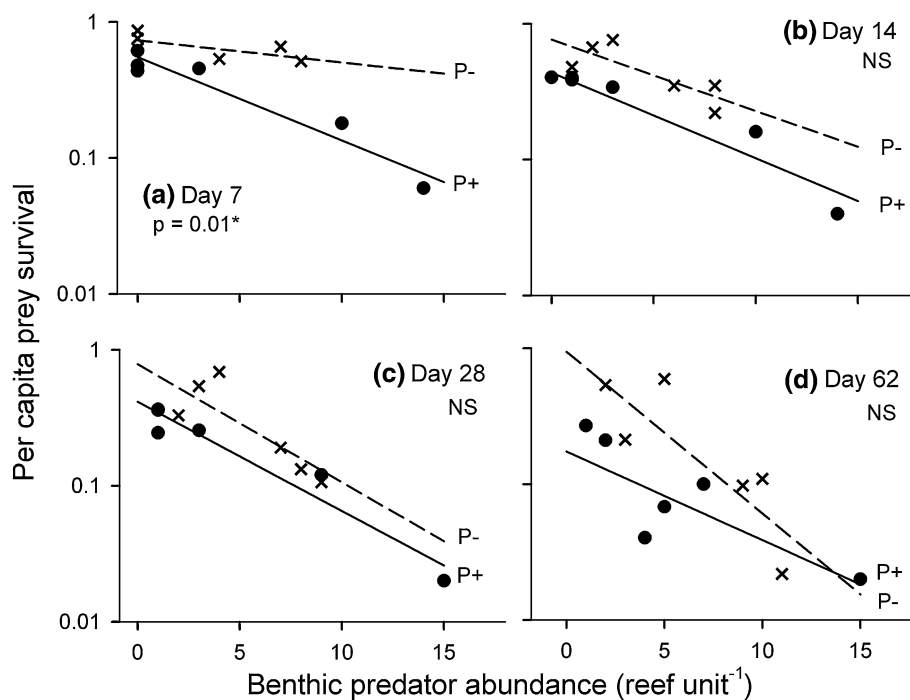 Per capita prey survival
1
0.1
0.01
(a) Day 7
p = 0.01*
P-
P+
(b) Day 14
NS
P-
P+
1
0.1
0.01
(c) Day 28
NS
P-
P+
0
5
10
15
(d) Day 62
NS
P+
P-
0
5
10
15
Benthic predator abundance (reef unit⁻¹)